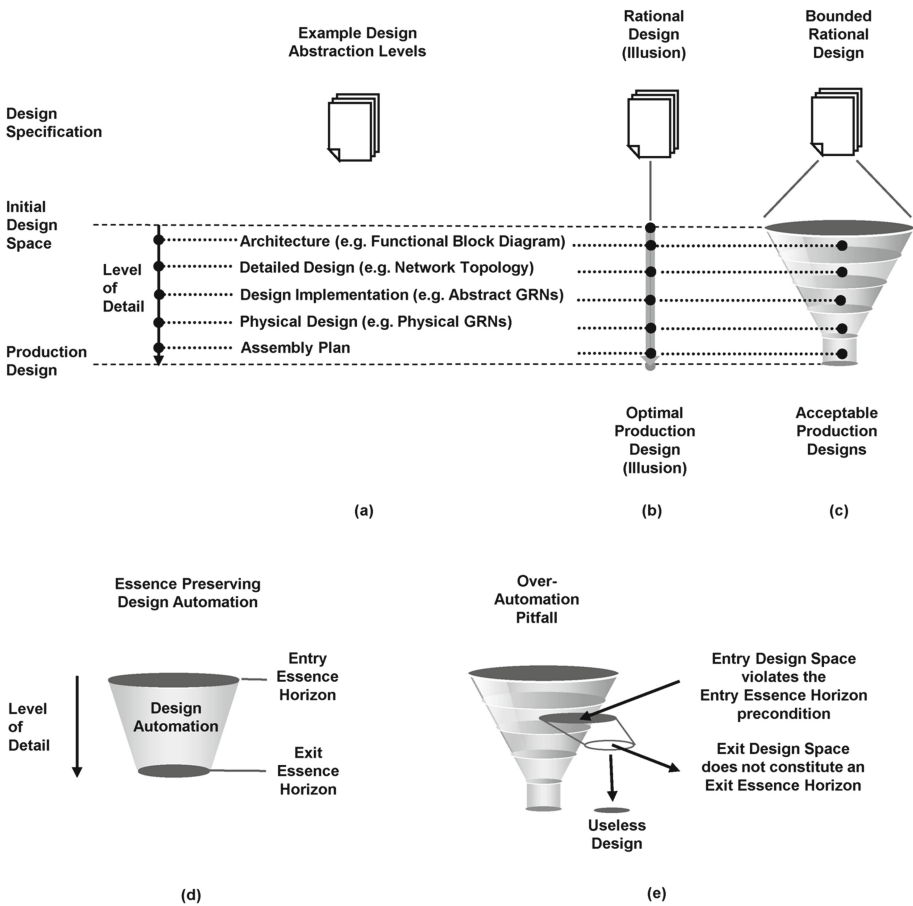 Example Design
Abstraction Levels
Rational
Design
(Illusion)
Bounded
Rational
Design
Design
Specification
Initial
Design
Space
Level
of
Detail
Production
Design
Architecture (e.g. Functional Block Diagram)
Detailed Design (e.g. Network Topology)
Design Implementation (e.g. Abstract GRNs)
Physical Design (e.g. Physical GRNs)
Assembly Plan
Optimal
Production
Design
(Illusion)
Acceptable
Production
Designs
(a)
(b)
(c)
Essence Preserving
Design Automation
Level
of
Detail
Design
Automation
Entry
Essence
Horizon
Exit
Essence
Horizon
(d)
Over-
Automation
Pitfall
Entry Design Space
violates the
Entry Essence Horizon
precondition
Exit Design Space
does not constitute an
Exit Essence Horizon
Useless
Design
(e)